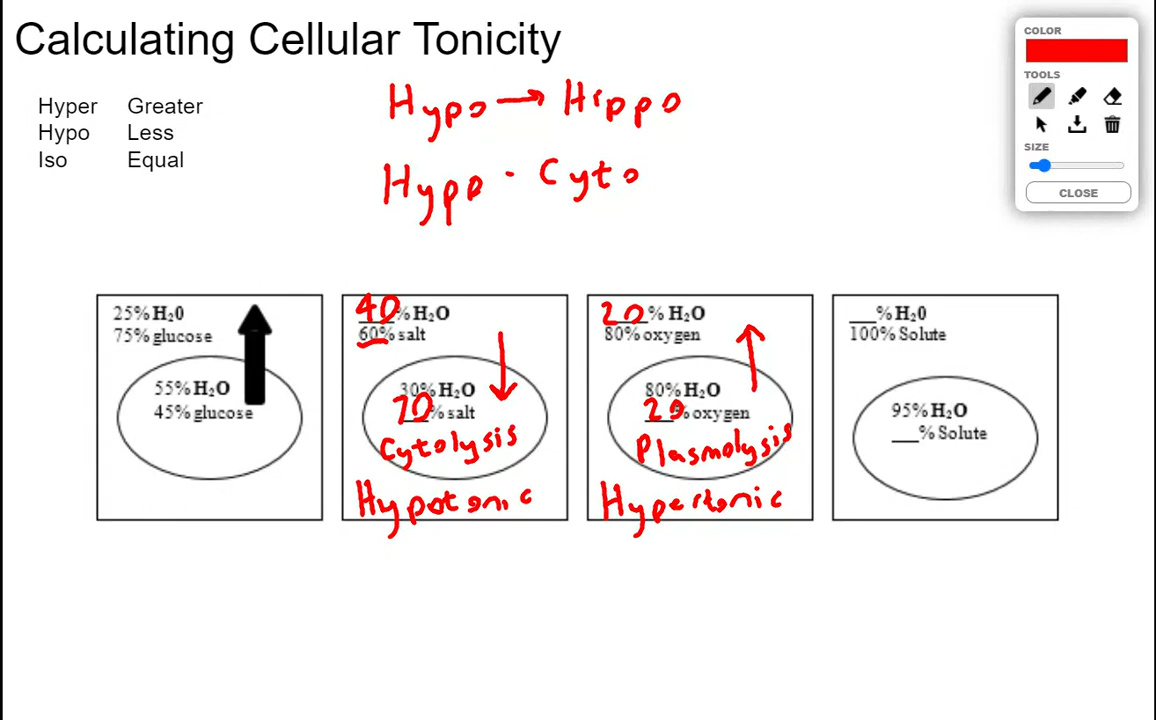 Calculating Cellular Tonicity
Hyper Greater
Hypo Less
Iso Equal
Hypo → Hippo
Hypo - Cyto
COLOR
TOOLS
SIZE
CLOSE
25% H₂0
75% glucose
55% H₂O
45% glucose
40% H₂O
60% salt
30% H₂O
70% salt
Cytolysis
Hypotonic
20% H₂O
80% oxygen
80% H₂O
20% oxygen
Plasmolysis
Hypertonic
___% H₂0
100% Solute
95% H₂O
___% Solute